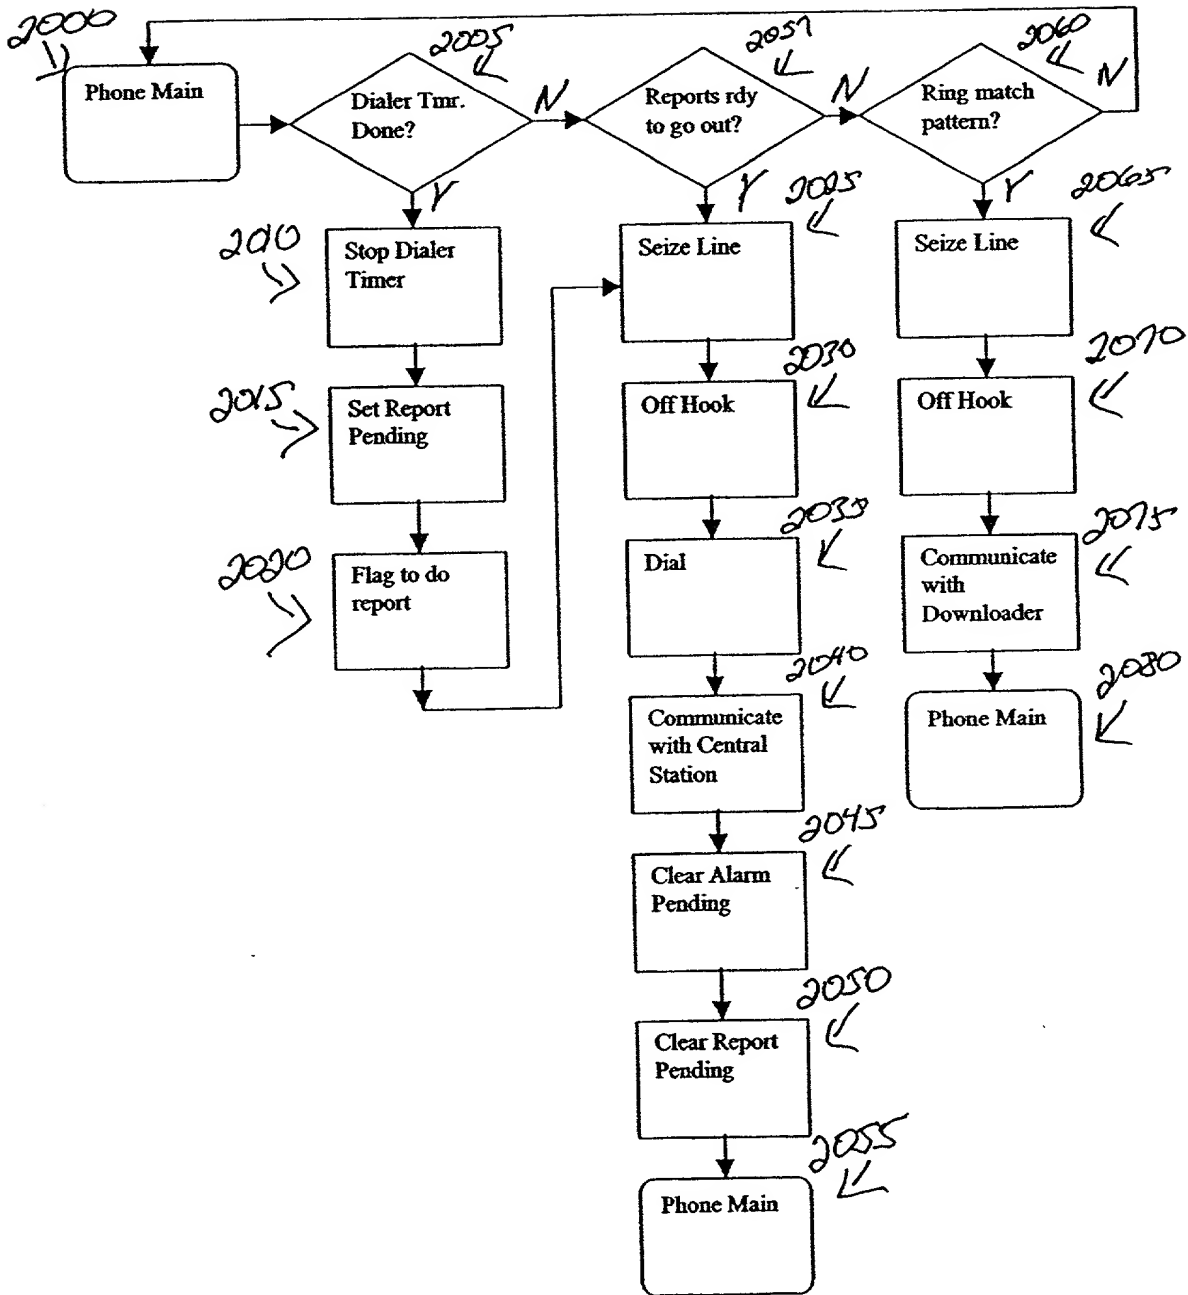 2000
2005
2057
2060
Phone Main
Dialer Tmr.
Done?
N
Reports rdy
to go out?
N
Ring match
pattern?
N
Y
Y
Y
2010
Stop Dialer
Timer
2025
Seize Line
2065
Seize Line
2015
Set Report
Pending
2030
Off Hook
2070
Off Hook
2020
Flag to do
report
2035
Dial
2075
Communicate
with
Downloader
2040
Communicate
with Central
Station
2080
Phone Main
2045
Clear Alarm
Pending
2050
Clear Report
Pending
2055
Phone Main